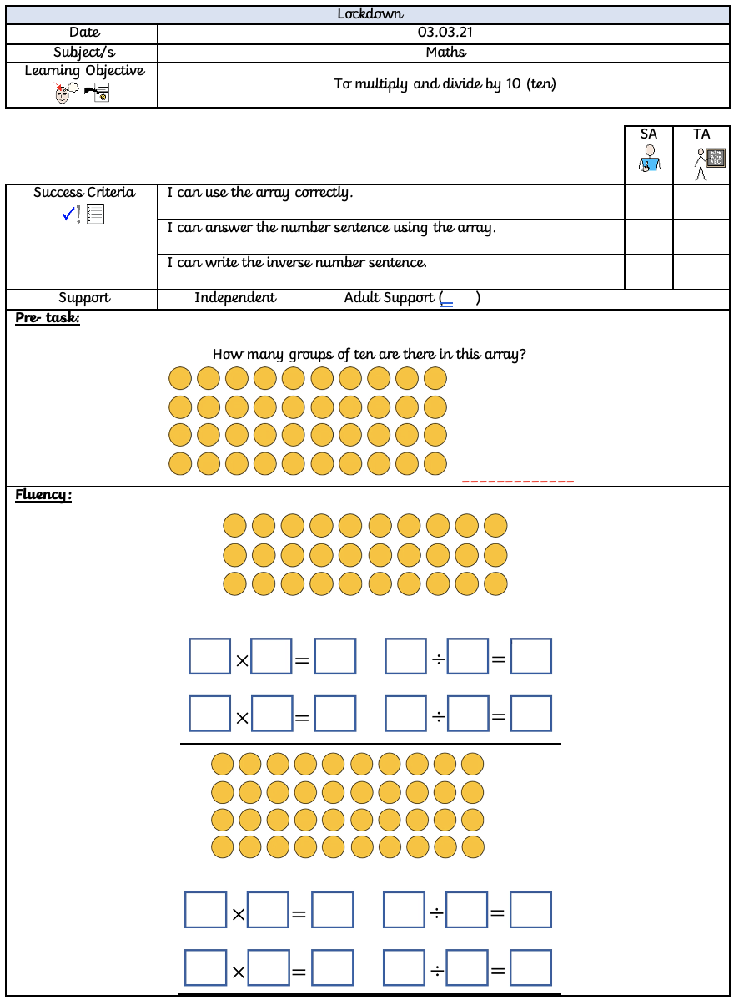 Lockdown
Date 03.03.21
Subject/s Maths
Learning Objective To multiply and divide by 10 (ten)
SA TA
Success Criteria I can use the array correctly.
I can answer the number sentence using the array.
I can write the inverse number sentence.
Support Independent Adult Support ( )
Pre- task:
How many groups of ten are there in this array?
Fluency:
× = ÷ =
× = ÷ =
× = ÷ =
× = ÷ =